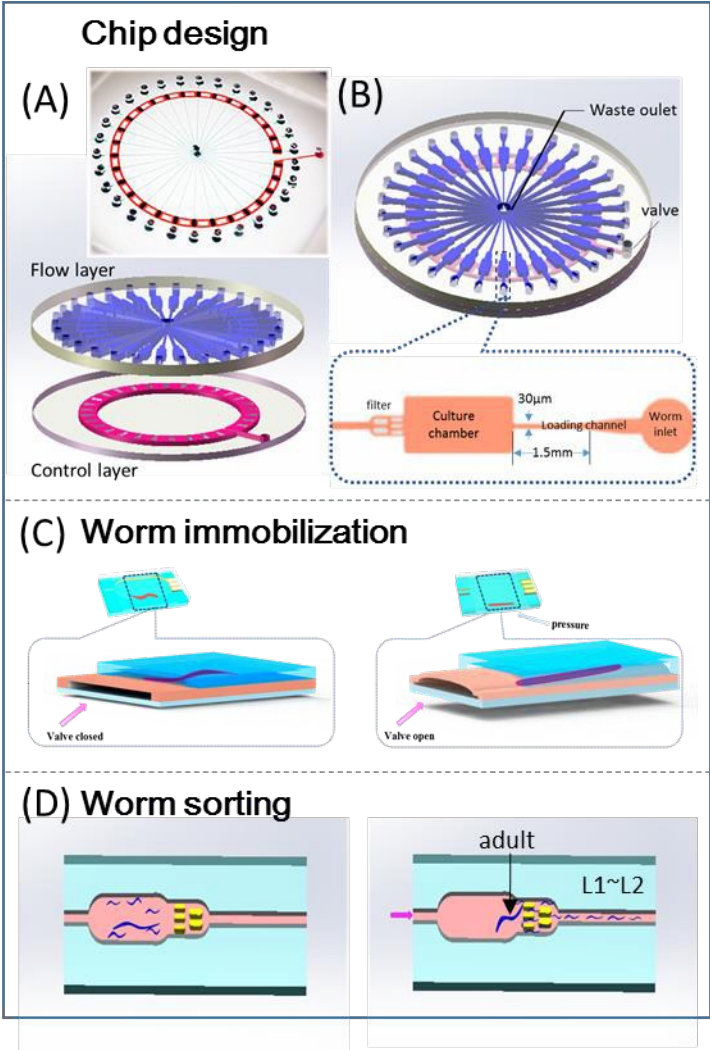 Chip design
(A)
(B)
Waste oulet
valve
Flow layer
Control layer
filter
Culture
chamber
30μm
Loading channel
1.5mm
Worm
inlet
(C) Worm immobilization
pressure
Valve closed
Valve open
(D) Worm sorting
adult
L1~L2